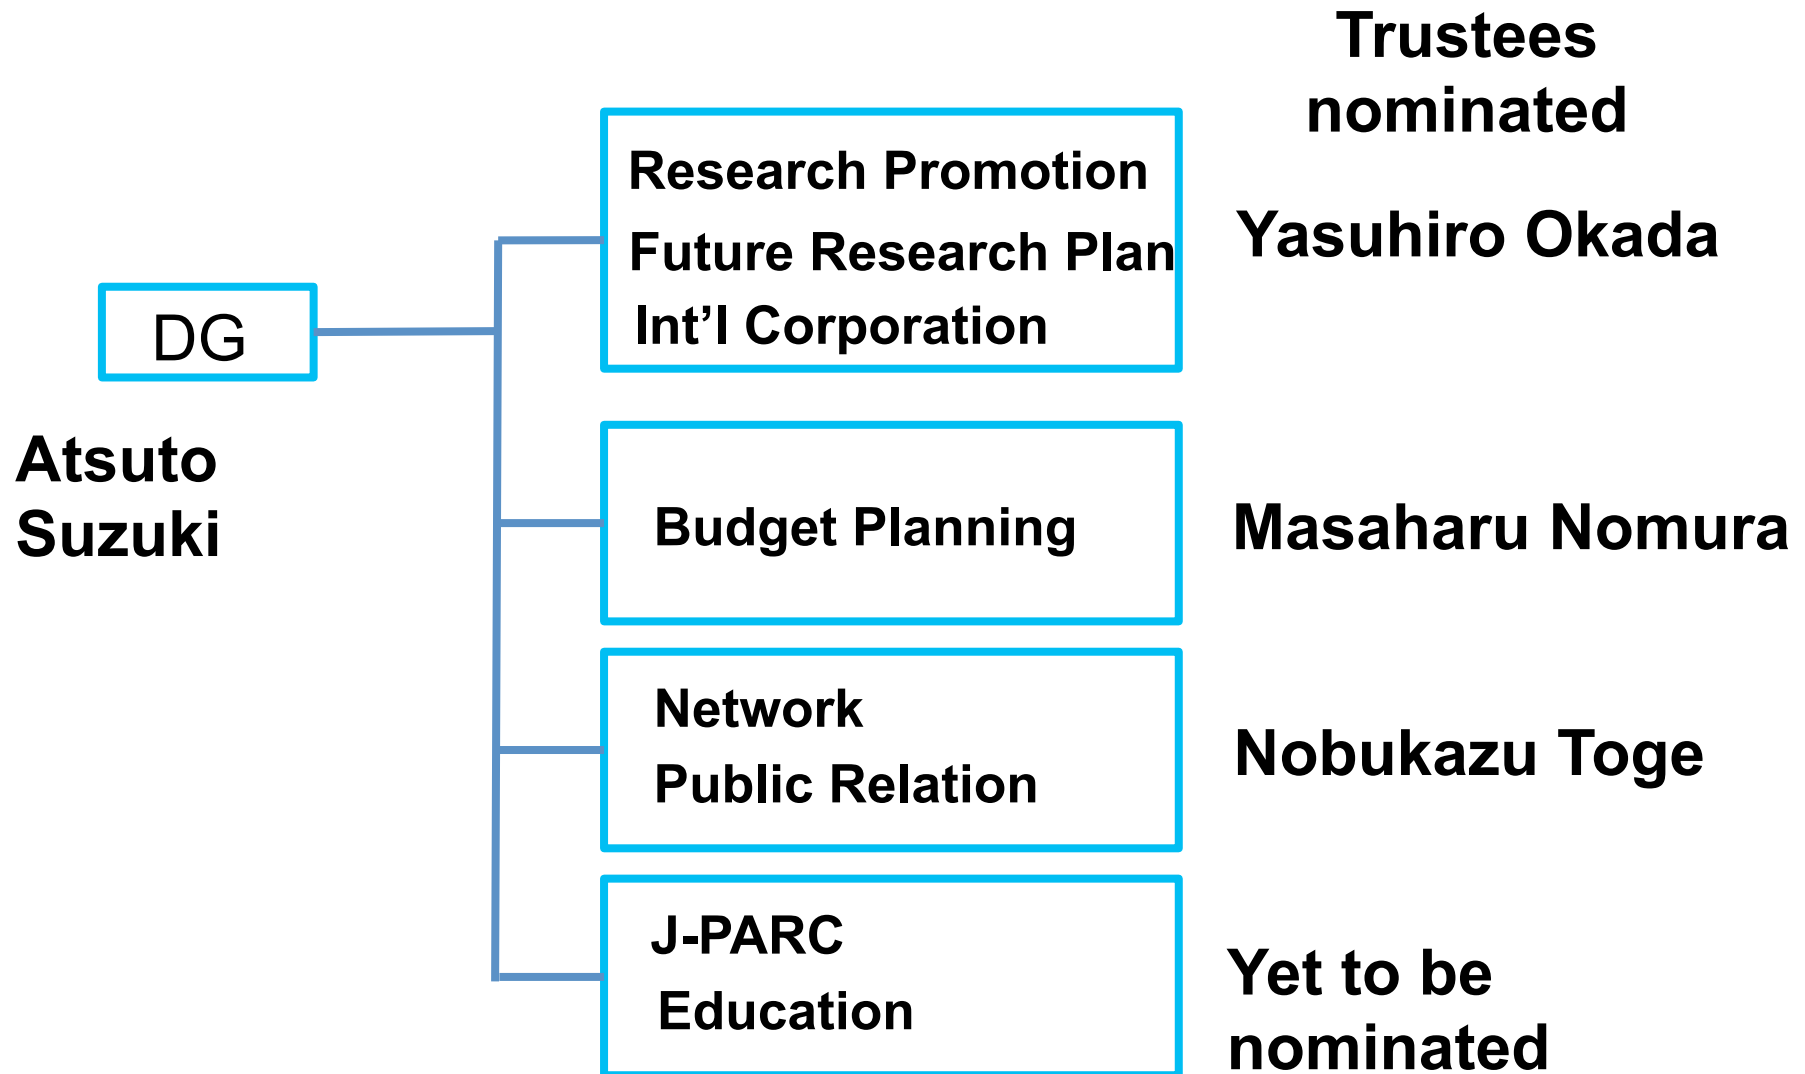 Trustees
nominated
Research Promotion
Future Research Plan
Int’l Corporation
Yasuhiro Okada
DG
Atsuto
Suzuki
Budget Planning
Masaharu Nomura
Network
Public Relation
Nobukazu Toge
J-PARC
Education
Yet to be
nominated